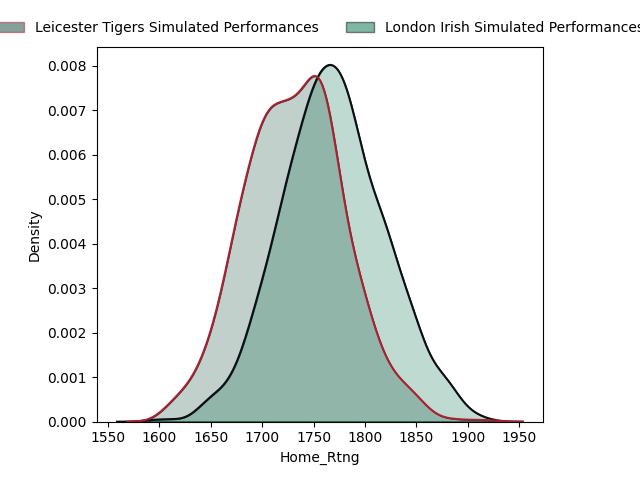 Leicester Tigers Simulated Performances London Irish Simulated Performances
0.008
0.007
0.006
0.005
0.004
0.003
0.002
0.001
0.000
Density
1550 1600 1650 1700 1750 1800 1850 1900 1950
Home_Rtng